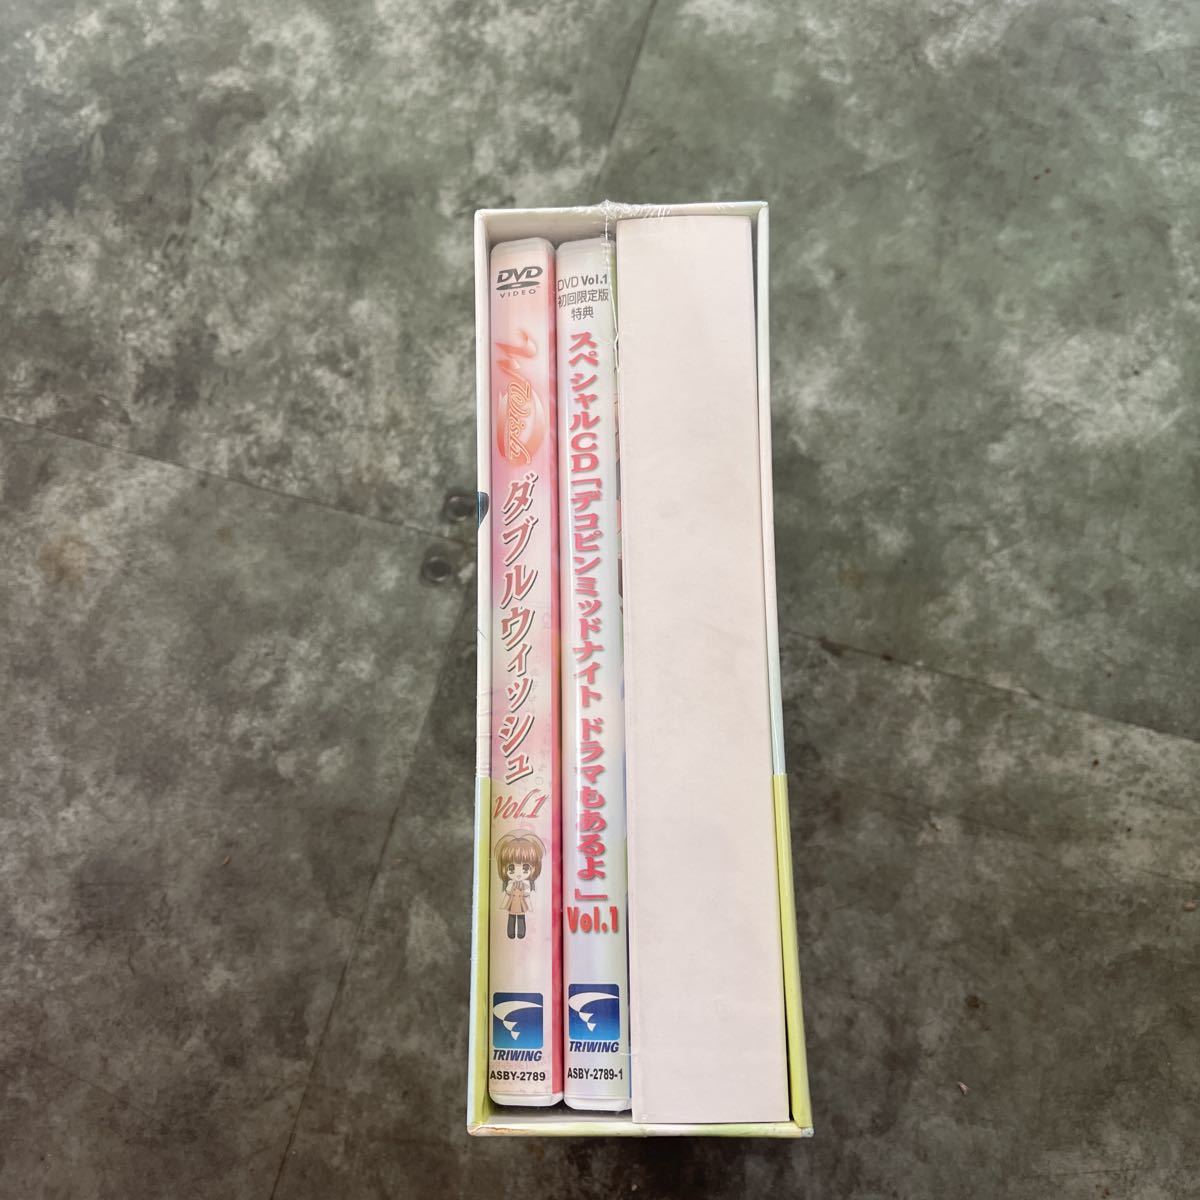 DVD
VIDEO
W
Wish
ダブルウィッシュ
Vol.1
TRIWING
ASBY-2789
DVD Vol.1
初回限定版
特典
スペシャルCD「デコピンミッドナイト ドラマもあるよ」
Vol.1
TRIWING
ASBY-2789-1